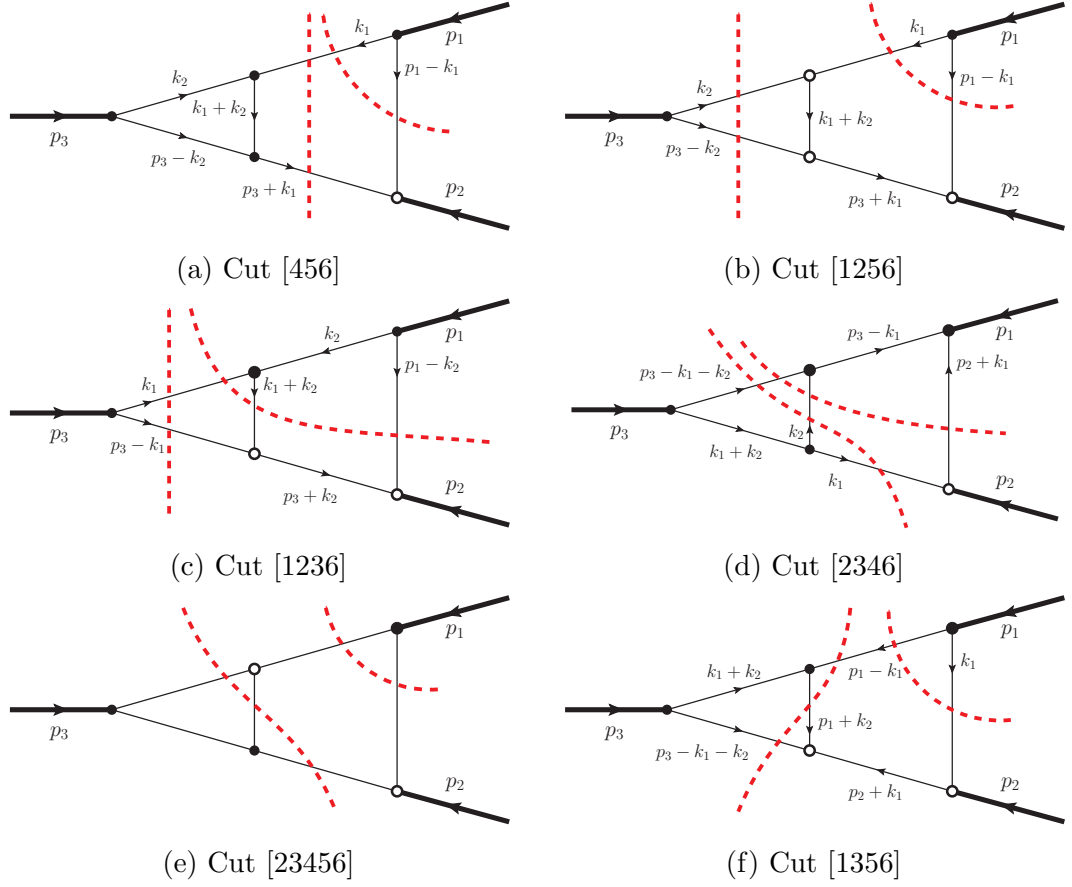 k₁
p₁
p₁ − k₁
k₂
k₁ + k₂
p₃
p₃ − k₂
p₃ + k₁
p₂
(a) Cut [456]
k₁
p₁
p₁ − k₁
k₂
k₁ + k₂
p₃
p₃ − k₂
p₃ + k₁
p₂
(b) Cut [1256]
k₂
p₁
p₁ − k₂
k₁
k₁ + k₂
p₃
p₃ − k₁
p₃ + k₂
p₂
(c) Cut [1236]
p₃ − k₁
p₁
p₂ + k₁
p₃ − k₁ − k₂
p₃
k₂
k₁ + k₂
k₁
p₂
(d) Cut [2346]
p₁
p₃
p₂
(e) Cut [23456]
p₁
k₁
p₁ − k₁
k₁ + k₂
p₁ + k₂
p₃
p₃ − k₁ − k₂
p₂ + k₁
p₂
(f) Cut [1356]